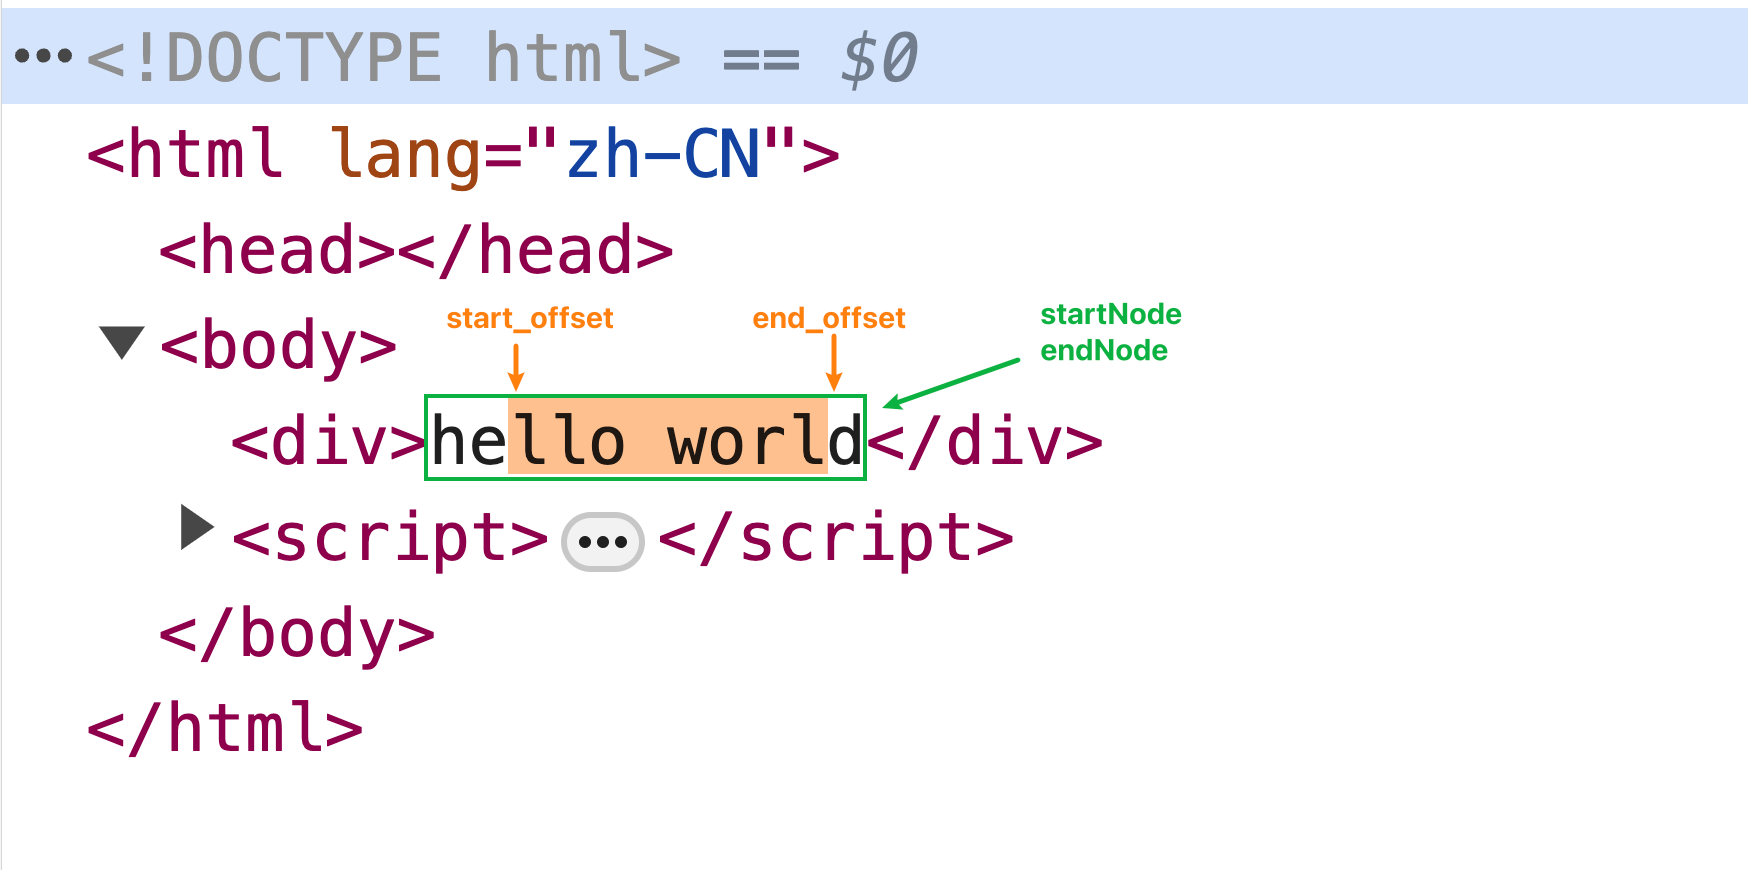 <!DOCTYPE html> == $0
<html lang="zh-CN">
<head></head>
<body>
start_offset
end_offset
startNode
endNode
<div>hello world</div>
<script>•••</script>
</body>
</html>